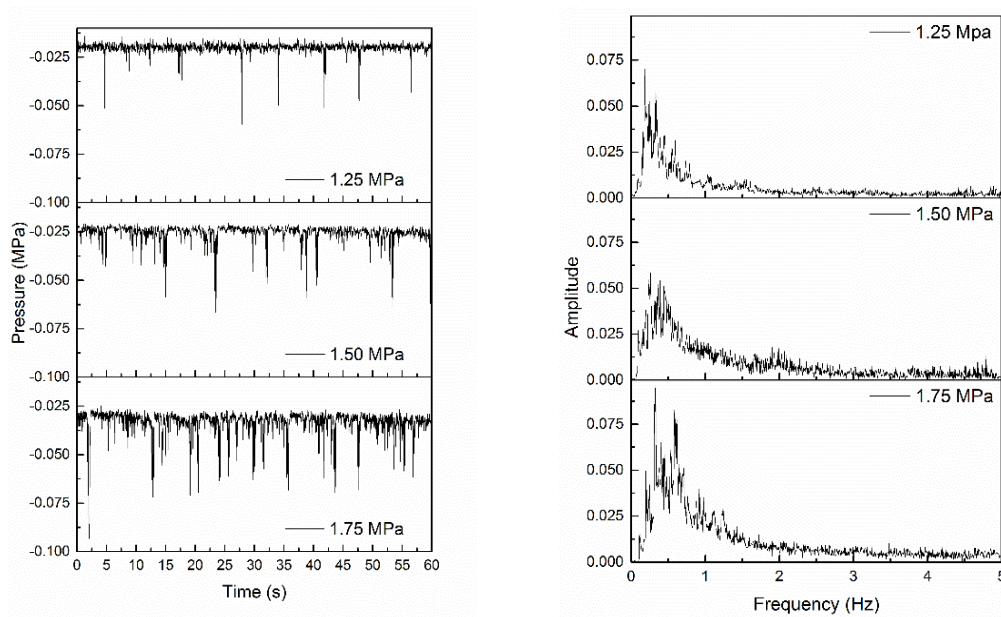 Pressure (MPa)
-0.025
-0.050
-0.075
-0.100
1.25 MPa
-0.025
-0.050
-0.075
-0.100
1.50 MPa
-0.025
-0.050
-0.075
-0.100
1.75 MPa
0 5 10 15 20 25 30 35 40 45 50 55 60
Time (s)
Amplitude
0.075
0.050
0.025
0.000
1.25 Mpa
0.075
0.050
0.025
0.000
1.50 MPa
0.075
0.050
0.025
0.000
1.75 MPa
0 1 2 3 4 5
Frequency (Hz)